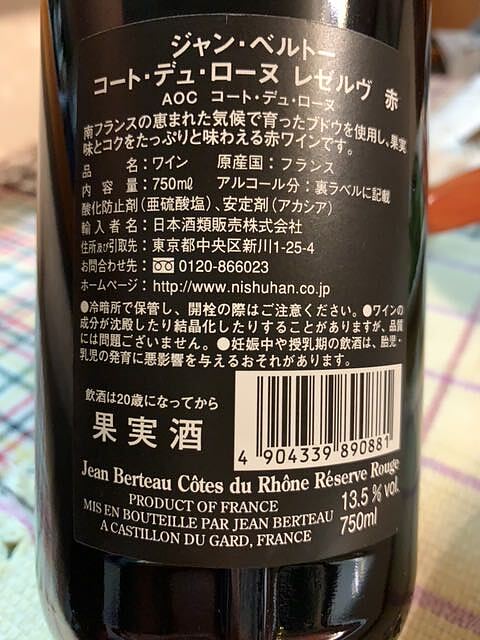 ジャン・ベルトー
コート・デュ・ローヌ レゼルヴ 赤
AOC コート・デュ・ローヌ
南フランスの恵まれた気候で育ったブドウを使用し、果実
味とコクをたっぷりと味わえる赤ワインです。
品名：ワイン 原産国：フランス
内容量：750mℓ アルコール分：裏ラベルに記載
酸化防止剤(亜硫酸塩)、安定剤(アカシア)
輸入者名：日本酒類販売株式会社
住所及び引取先：東京都中央区新川1-25-4
お問合わせ先：0120-866023
ホームページ：http://www.nishuhan.co.jp
●冷暗所で保管し、開栓の際はご注意ください。●ワインの
成分が沈殿したり結晶化したりすることがありますが、品質
には問題ございません。●妊娠中や授乳期の飲酒は、胎児・
乳児の発育に悪影響を与えるおそれがあります。
飲酒は20歳になってから
果実酒
4 904339 890881
Jean Berteau Côtes du Rhône Réserve Rouge
PRODUCT OF FRANCE 13.5 % vol.
MIS EN BOUTEILLE PAR JEAN BERTEAU 750ml
A CASTILLON DU GARD, FRANCE